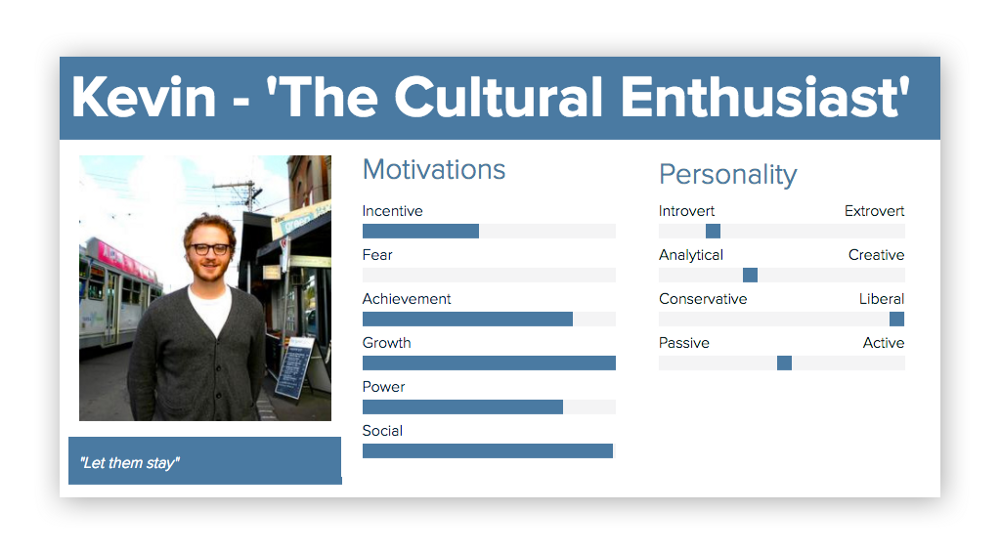 Kevin - 'The Cultural Enthusiast'
"Let them stay"
Motivations
Incentive
Fear
Achievement
Growth
Power
Social
Personality
Introvert Extrovert
Analytical Creative
Conservative Liberal
Passive Active